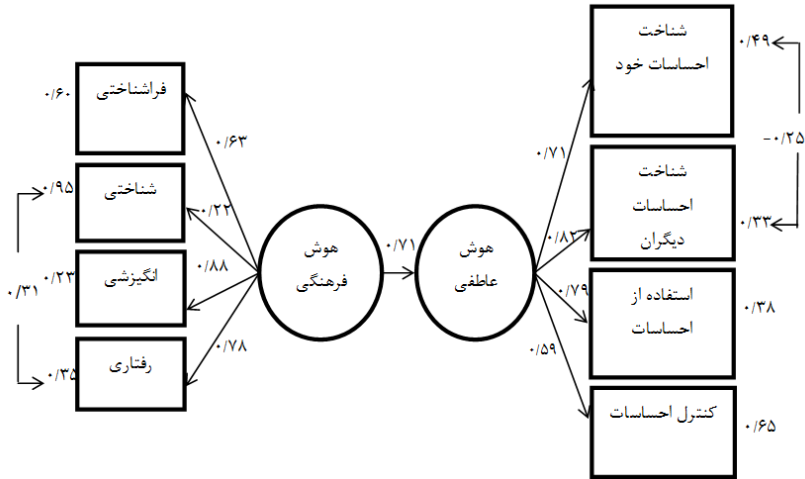 شناخت
احساسات خود
۰/۴۹
-۰/۲۵
۰/۷۱
شناخت
احساسات
دیگران
۰/۳۳
۰/۸۲
استفاده از
احساسات
۰/۳۸
۰/۷۹
کنترل احساسات
۰/۶۵
۰/۵۹
هوش
عاطفی
۰/۷۱
هوش
فرهنگی
فراشناختی
۰/۶۰
۰/۶۳
شناختی
۰/۹۵
۰/۲۲
انگیزشی
۰/۲۳
۰/۸۸
۰/۳۱
رفتاری
۰/۳۵
۰/۷۸